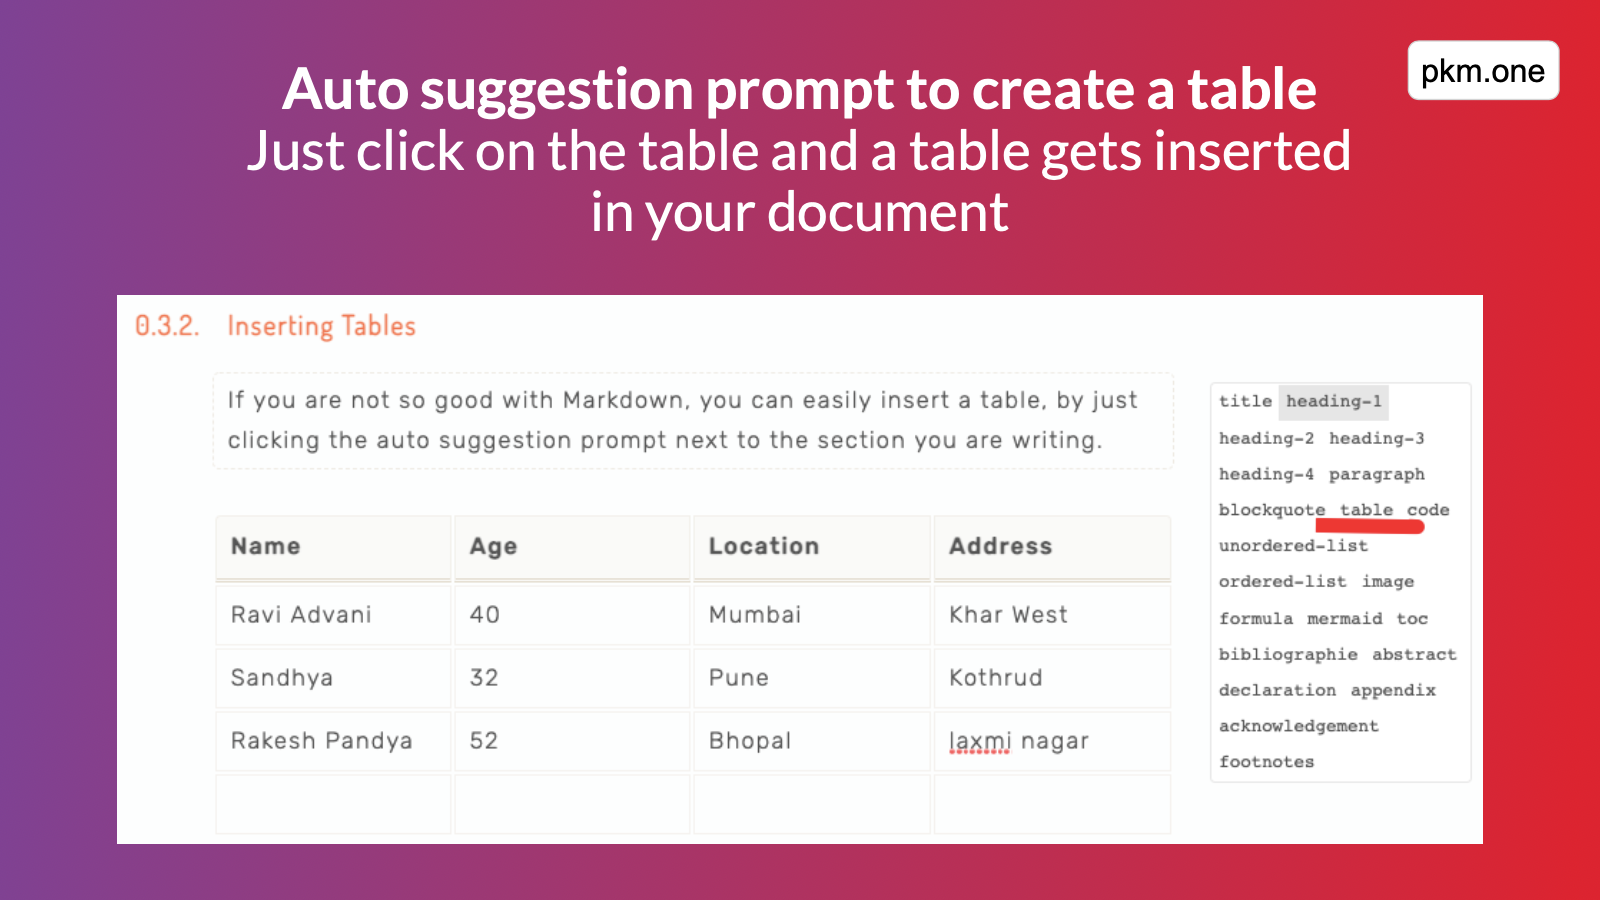 Auto suggestion prompt to create a table
pkm.one
Just click on the table and a table gets inserted
in your document
0.3.2. Inserting Tables
If you are not so good with Markdown, you can easily insert a table, by just
clicking the auto suggestion prompt next to the section you are writing.
Name Age Location Address
Ravi Advani 40 Mumbai Khar West
Sandhya 32 Pune Kothrud
Rakesh Pandya 52 Bhopal laxmi nagar
title heading-1
heading-2 heading-3
heading-4 paragraph
blockquote table code
unordered-list
ordered-list image
formula mermaid toc
bibliographie abstract
declaration appendix
acknowledgement
footnotes